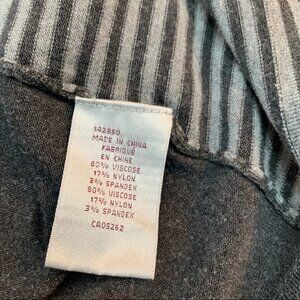 142850
MADE IN CHINA
FABRIQUÉ
EN CHINE
80% VISCOSE
17% NYLON
3% SPANDEX
80% VISCOSE
17% NYLON
3% SPANDEX
CA05262